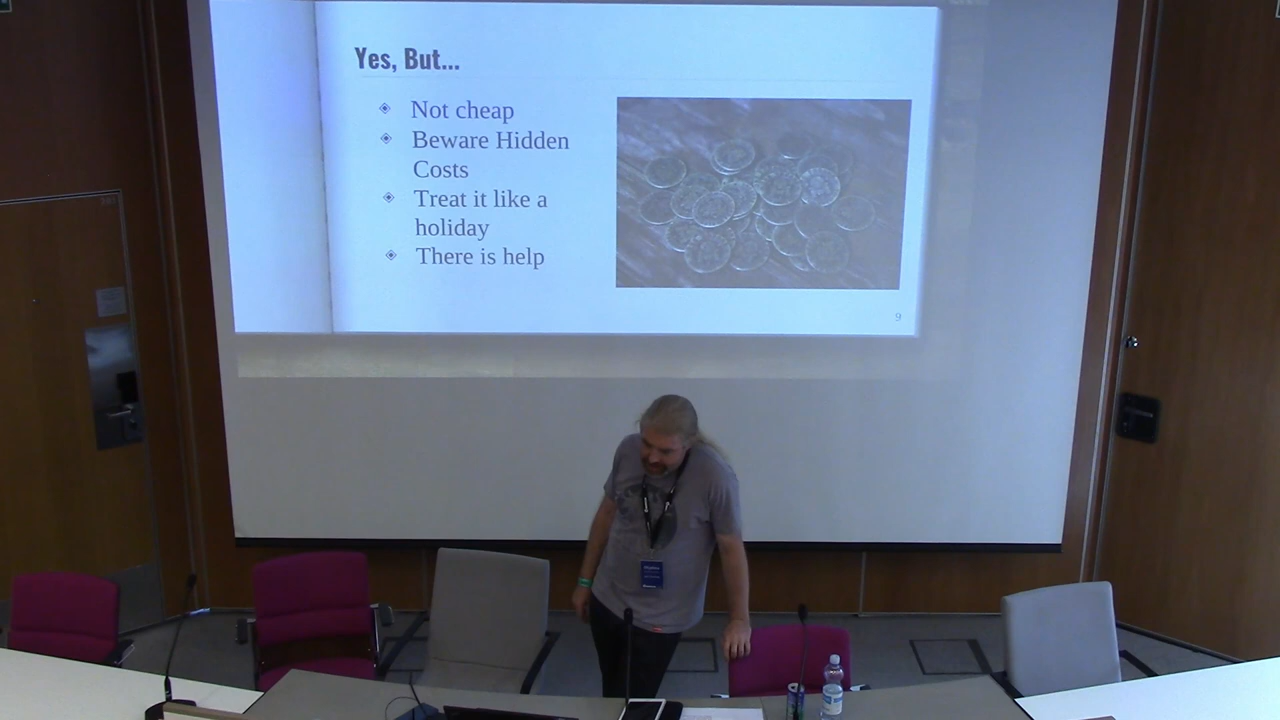 Yes, But...
Not cheap
Beware Hidden
Costs
Treat it like a
holiday
There is help
9